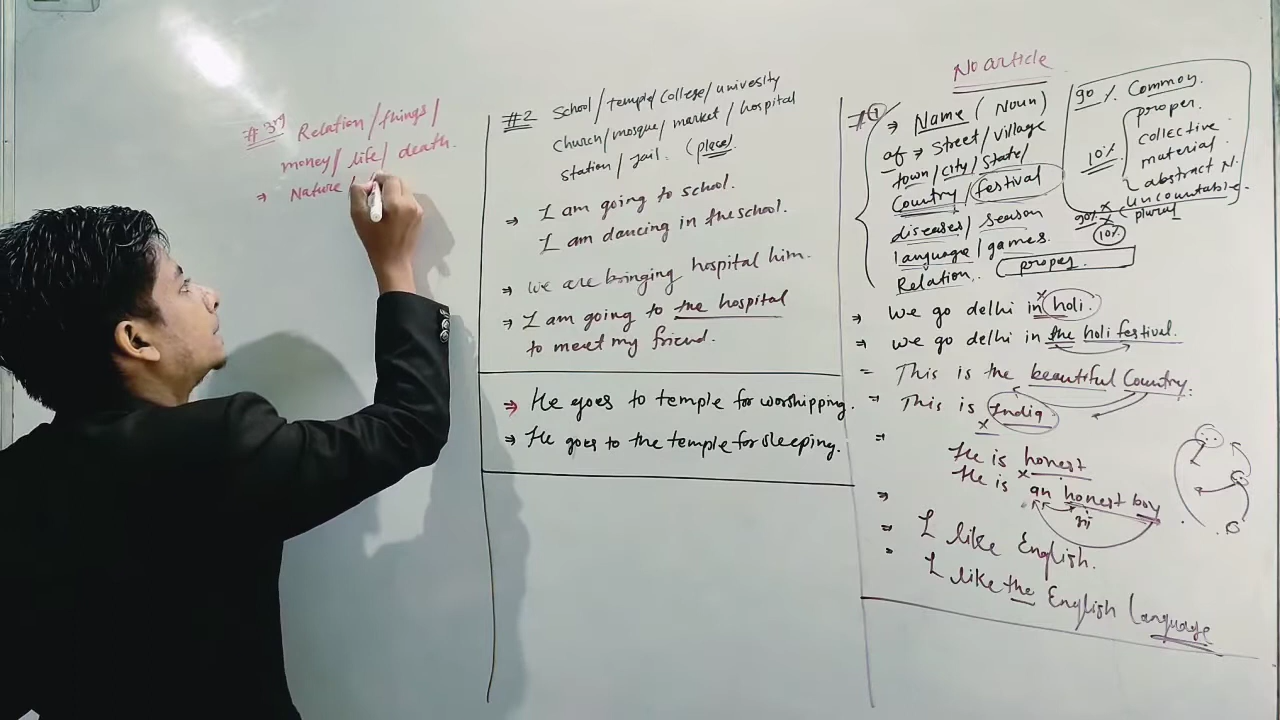 No article
#1 → Name (Noun)
of → Street/village
town/city/state/
Country/festival
diseases/season
language/games
Relation. proper.
90% Common.
proper
collective
10% material
abstract N.
uncountable
90% plural
10%
→ we go delhi in x holi.
→ we go delhi in the holi festival.
= This is the beautiful country.
= This is India
x
He is honest
He is x an honest boy
I like English.
I like the English language
#2 School/temple/college/univesity
church/mosque/market/hospital
station/jail. (place)
→ I am going to school.
I am dancing in the school.
→ we are bringing hospital him.
→ I am going to the hospital
to meet my friend.
→ He goes to temple for worshipping.
→ He goes to the temple for sleeping.
#3rd Relation/things/
money/life/death.
→ Nature/